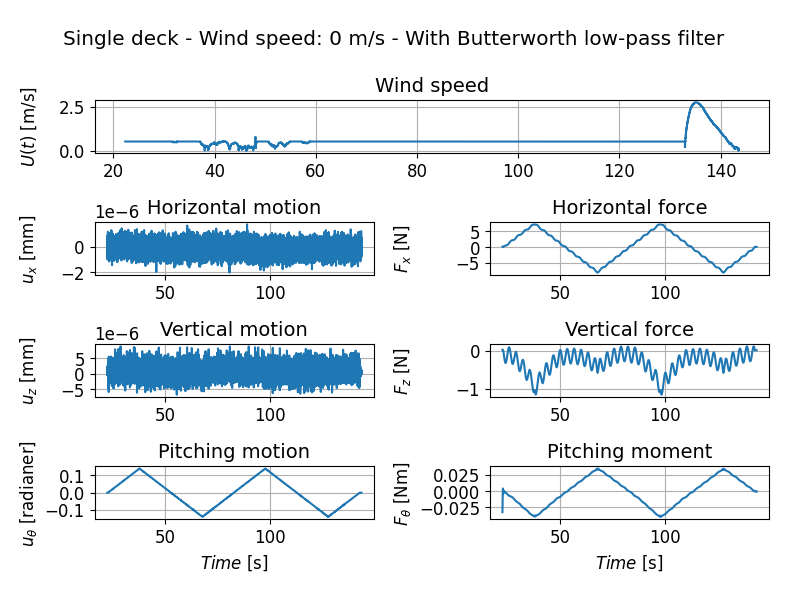 Single deck - Wind speed: 0 m/s - With Butterworth low-pass filter
Wind speed
U(t) [m/s]
2.5
0.0
20 40 60 80 100 120 140
Horizontal motion
1e−6
u_x [mm]
0
−2
50 100
Horizontal force
F_x [N]
5
0
−5
50 100
Vertical motion
1e−6
u_z [mm]
5
0
−5
50 100
Vertical force
F_z [N]
0
−1
50 100
Pitching motion
u_θ [radianer]
0.1
0.0
−0.1
50 100
Time [s]
Pitching moment
F_θ [Nm]
0.025
0.000
−0.025
50 100
Time [s]